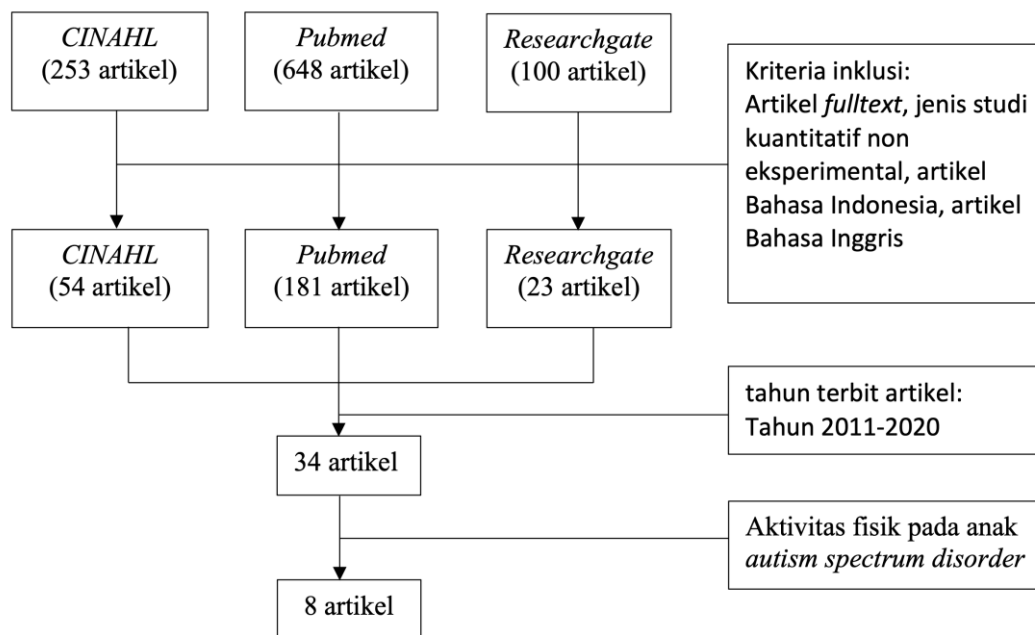 CINAHL
(253 artikel)
Pubmed
(648 artikel)
Researchgate
(100 artikel)
Kriteria inklusi:
Artikel fulltext, jenis studi
kuantitatif non
eksperimental, artikel
Bahasa Indonesia, artikel
Bahasa Inggris
CINAHL
(54 artikel)
Pubmed
(181 artikel)
Researchgate
(23 artikel)
tahun terbit artikel:
Tahun 2011-2020
34 artikel
Aktivitas fisik pada anak
autism spectrum disorder
8 artikel